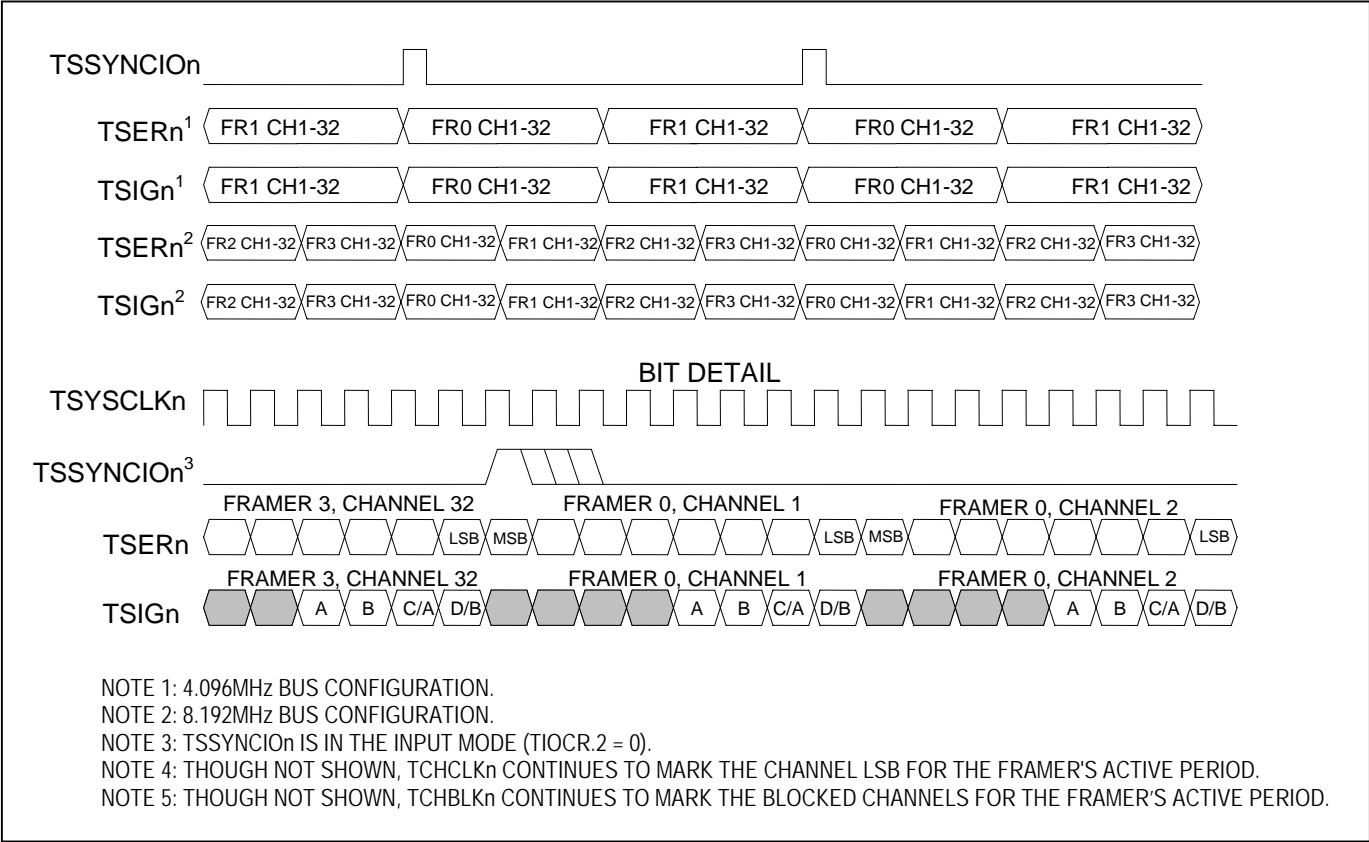 TSSYNCIOn
TSERn1 FR1 CH1-32 FR0 CH1-32 FR1 CH1-32 FR0 CH1-32 FR1 CH1-32
TSIGn1 FR1 CH1-32 FR0 CH1-32 FR1 CH1-32 FR0 CH1-32 FR1 CH1-32
TSERn2 FR2 CH1-32 FR3 CH1-32 FR0 CH1-32 FR1 CH1-32 FR2 CH1-32 FR3 CH1-32 FR0 CH1-32 FR1 CH1-32 FR2 CH1-32 FR3 CH1-32
TSIGn2 FR2 CH1-32 FR3 CH1-32 FR0 CH1-32 FR1 CH1-32 FR2 CH1-32 FR3 CH1-32 FR0 CH1-32 FR1 CH1-32 FR2 CH1-32 FR3 CH1-32
BIT DETAIL
TSYSCLKn
TSSYNCIOn3
FRAMER 3, CHANNEL 32 FRAMER 0, CHANNEL 1 FRAMER 0, CHANNEL 2
TSERn LSB MSB LSB MSB LSB
FRAMER 3, CHANNEL 32 FRAMER 0, CHANNEL 1 FRAMER 0, CHANNEL 2
TSIGn A B C/A D/B A B C/A D/B A B C/A D/B
NOTE 1: 4.096MHz BUS CONFIGURATION.
NOTE 2: 8.192MHz BUS CONFIGURATION.
NOTE 3: TSSYNCIOn IS IN THE INPUT MODE (TIOCR.2 = 0).
NOTE 4: THOUGH NOT SHOWN, TCHCLKn CONTINUES TO MARK THE CHANNEL LSB FOR THE FRAMER'S ACTIVE PERIOD.
NOTE 5: THOUGH NOT SHOWN, TCHBLKn CONTINUES TO MARK THE BLOCKED CHANNELS FOR THE FRAMER’S ACTIVE PERIOD.